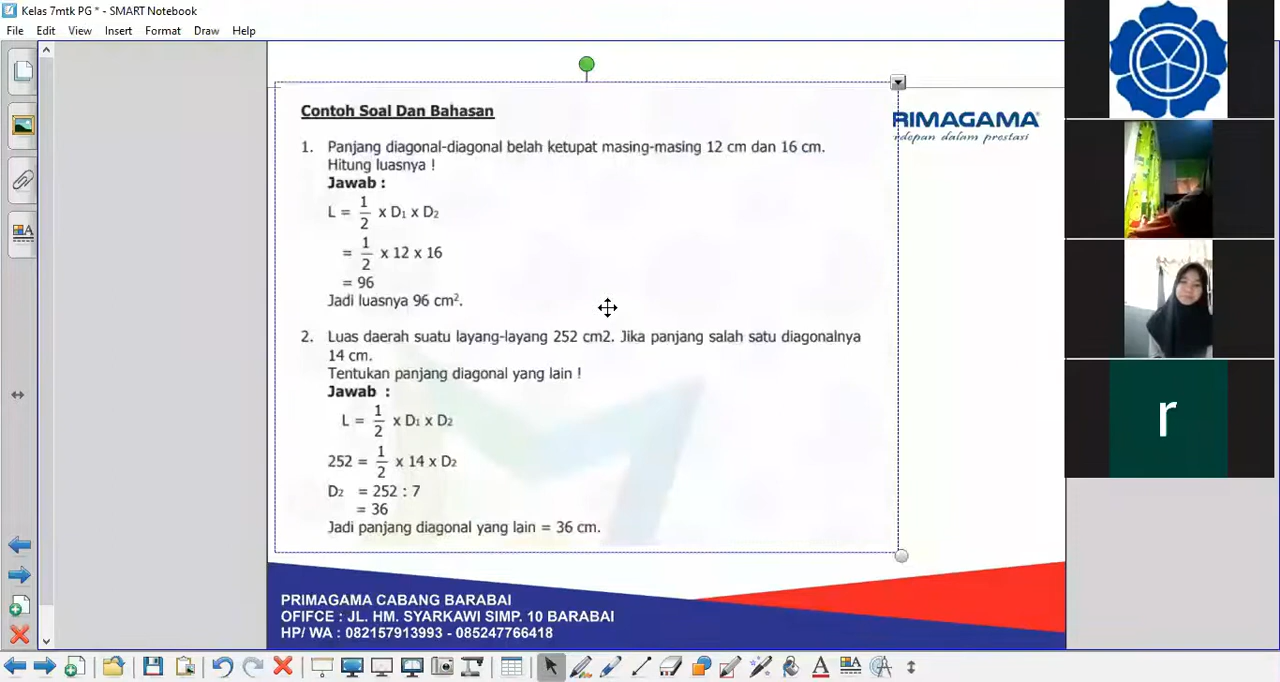 Kelas 7mtk PG * - SMART Notebook
File Edit View Insert Format Draw Help
RIMAGAMA
rdepan dalam prestasi
Contoh Soal Dan Bahasan
1. Panjang diagonal-diagonal belah ketupat masing-masing 12 cm dan 16 cm.
Hitung luasnya !
Jawab :
L = 1/2 x D₁ x D₂
= 1/2 x 12 x 16
= 96
Jadi luasnya 96 cm².
2. Luas daerah suatu layang-layang 252 cm2. Jika panjang salah satu diagonalnya
14 cm.
Tentukan panjang diagonal yang lain !
Jawab :
L = 1/2 x D₁ x D₂
252 = 1/2 x 14 x D₂
D₂ = 252 : 7
= 36
Jadi panjang diagonal yang lain = 36 cm.
PRIMAGAMA CABANG BARABAI
OFIFCE : JL. HM. SYARKAWI SIMP. 10 BARABAI
HP/ WA : 082157913993 - 085247766418
r